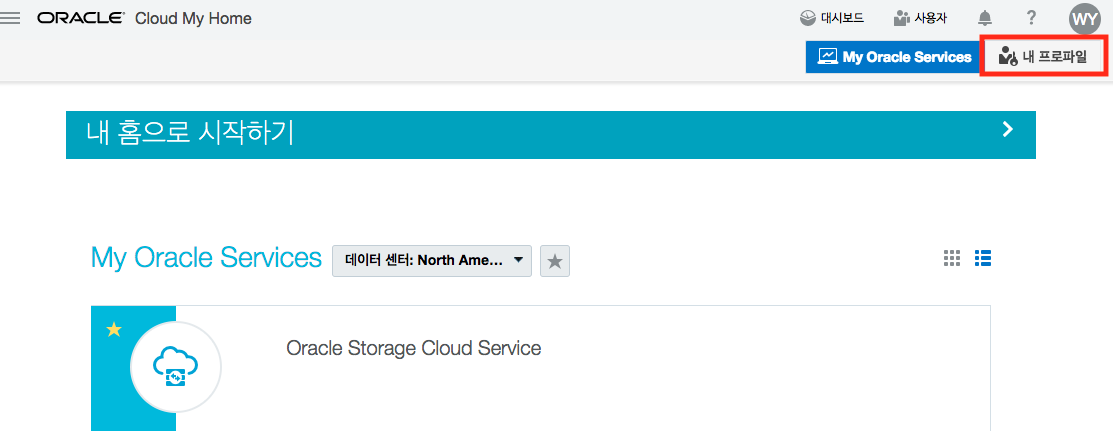 ORACLE Cloud My Home 대시보드 사용자 ? WY
My Oracle Services 내 프로파일
내 홈으로 시작하기
My Oracle Services 데이터 센터: North Ame...
Oracle Storage Cloud Service